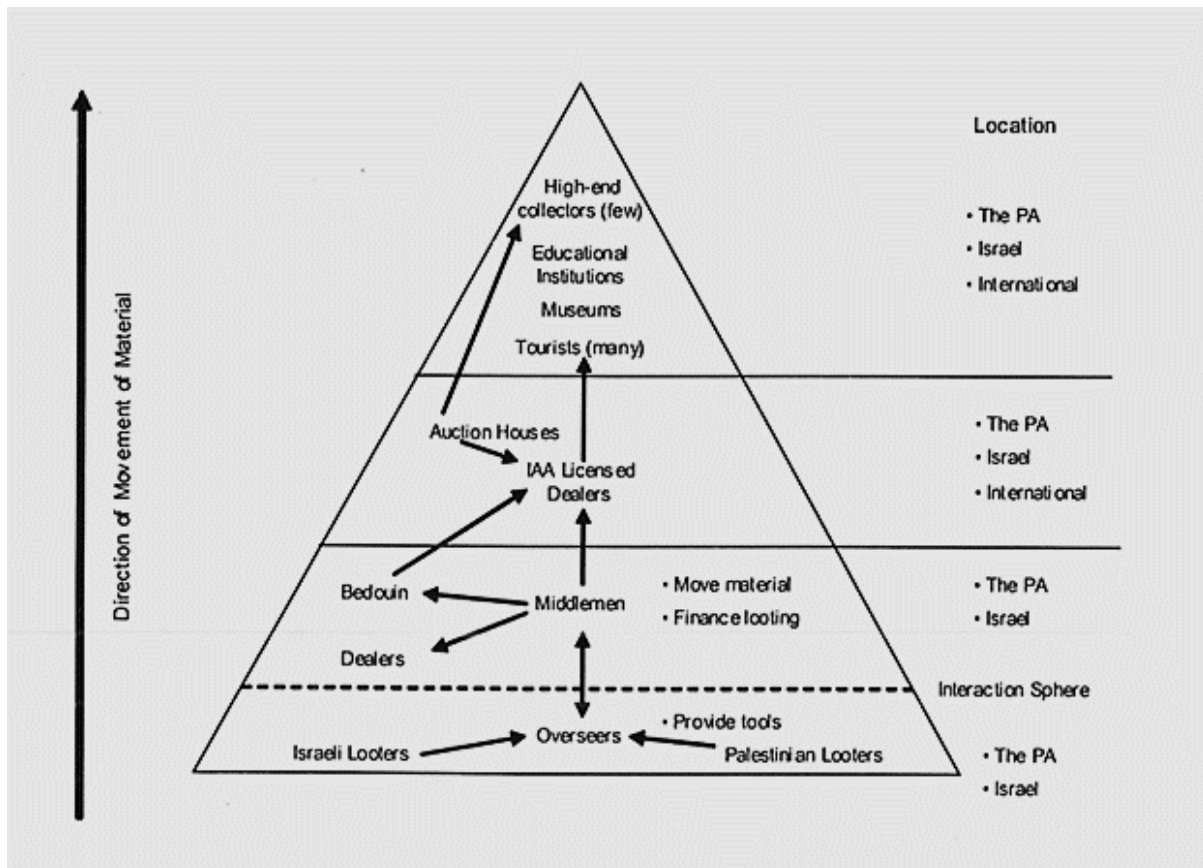 Location
High-end
collectors (few)
• The PA
• Israel
• International
Educational
Institutions
Museums
Tourists (many)
Direction of Movement of Material
Auction Houses
IAA Licensed
Dealers
• The PA
• Israel
• International
Bedouin
Middlemen
• Move material
• Finance looting
• The PA
• Israel
Dealers
Interaction Sphere
• Provide tools
Overseers
Israeli Looters
Palestinian Looters
• The PA
• Israel